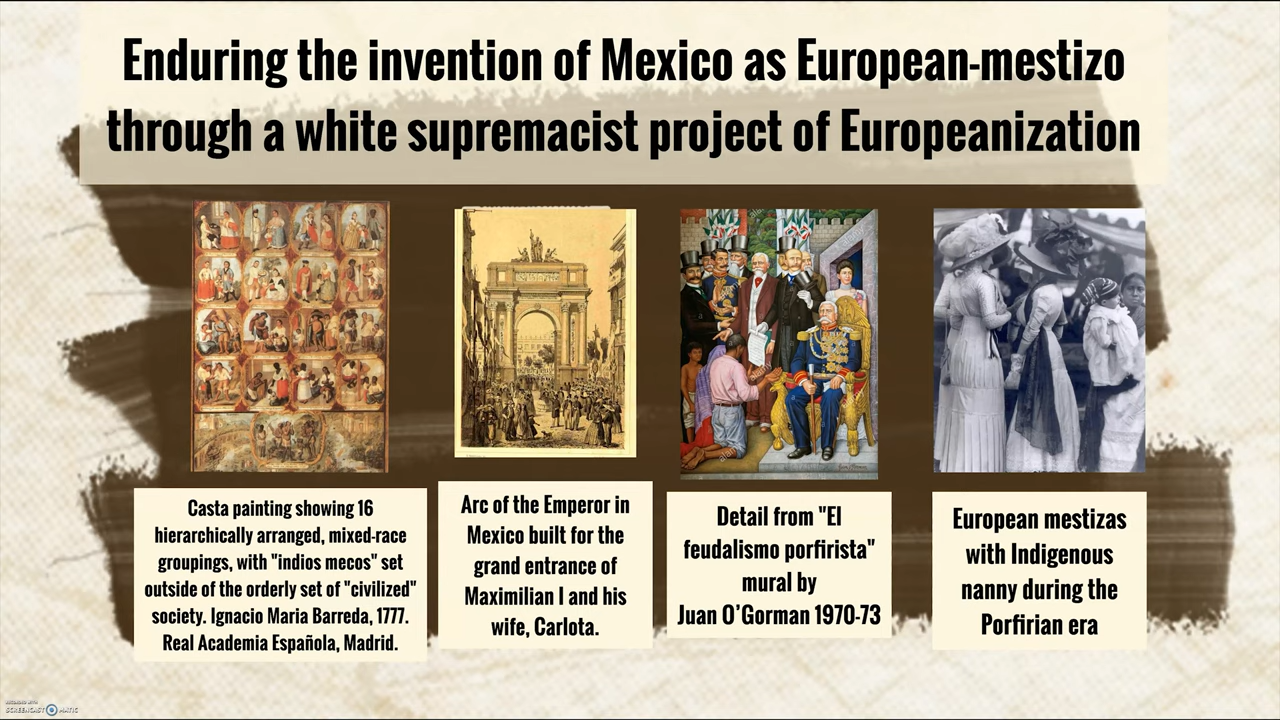 Enduring the invention of Mexico as European-mestizo
through a white supremacist project of Europeanization
Casta painting showing 16
hierarchically arranged, mixed-race
groupings, with "indios mecos" set
outside of the orderly set of "civilized"
society. Ignacio Maria Barreda, 1777.
Real Academia Española, Madrid.
Arc of the Emperor in
Mexico built for the
grand entrance of
Maximilian I and his
wife, Carlota.
Detail from "El
feudalismo porfirista"
mural by
Juan O'Gorman 1970-73
European mestizas
with Indigenous
nanny during the
Porfirian era
RECORDED WITH
SCREENCAST MATIC